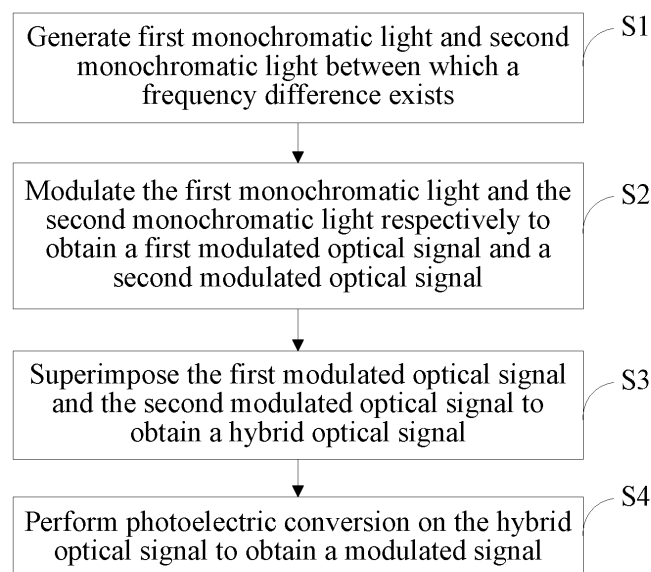 Generate first monochromatic light and second
monochromatic light between which a
frequency difference exists
S1
Modulate the first monochromatic light and the
second monochromatic light respectively to
obtain a first modulated optical signal and a
second modulated optical signal
S2
Superimpose the first modulated optical signal
and the second modulated optical signal to
obtain a hybrid optical signal
S3
Perform photoelectric conversion on the hybrid
optical signal to obtain a modulated signal
S4